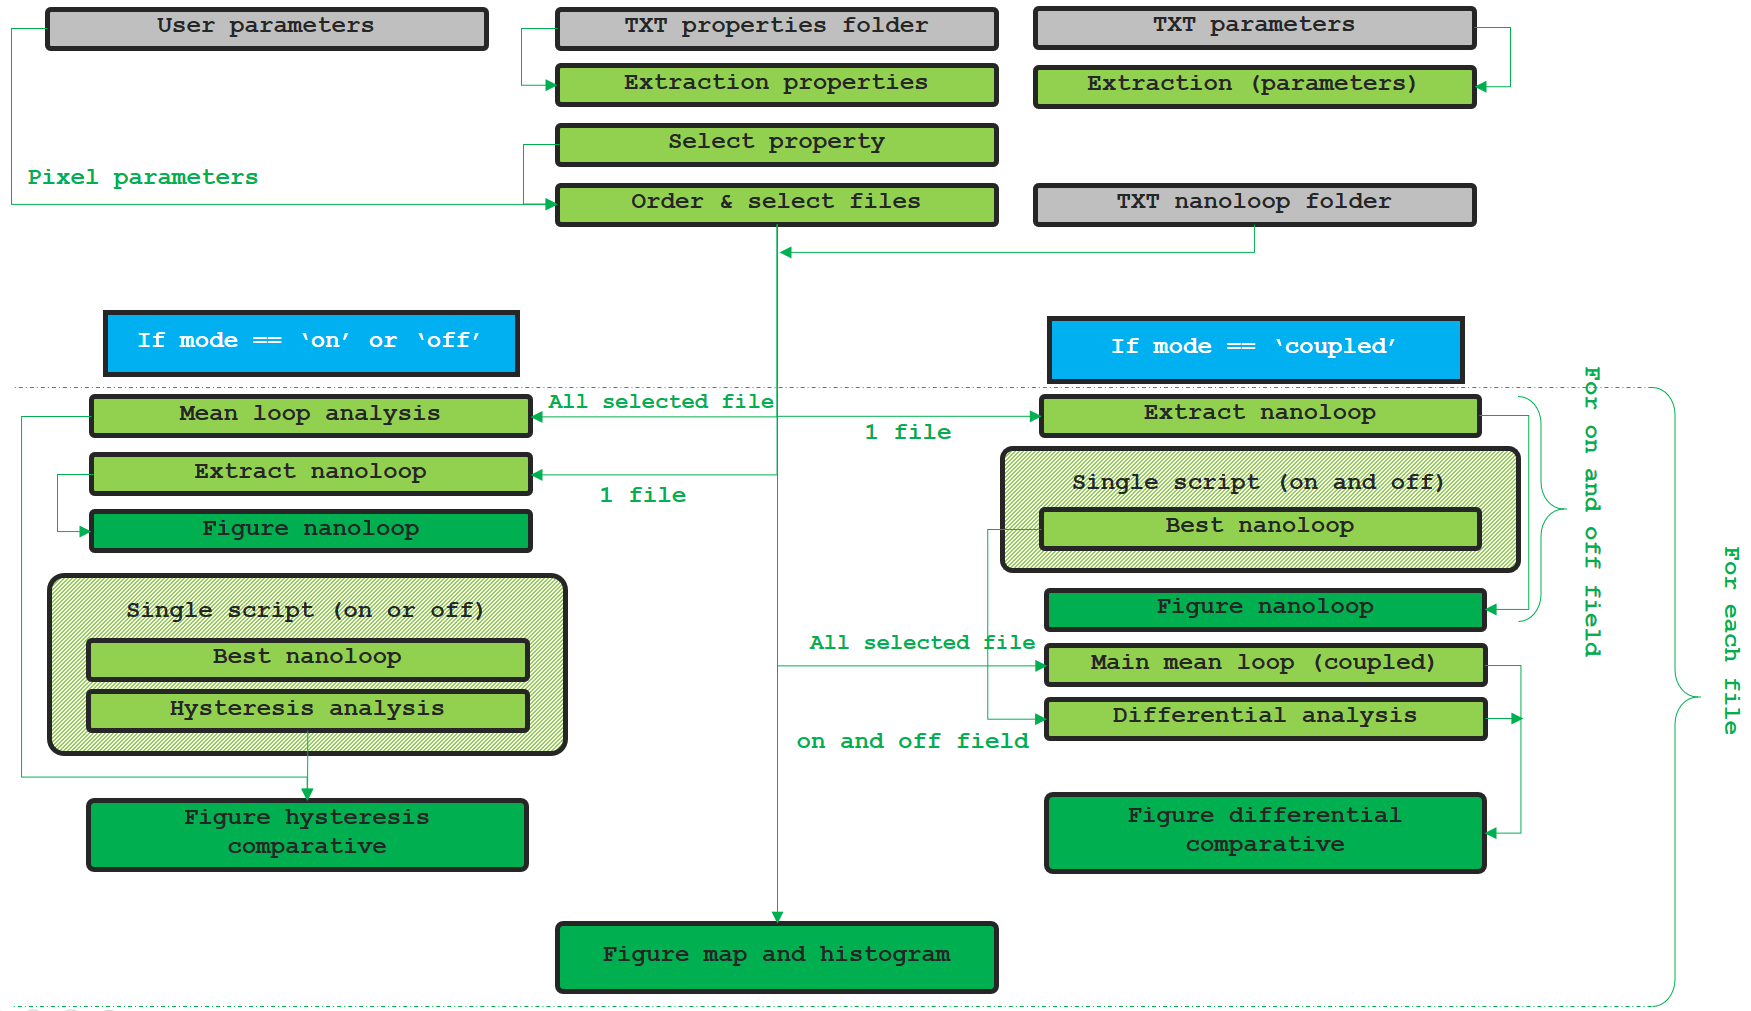 User parameters
TXT properties folder
TXT parameters
Extraction properties
Extraction (parameters)
Select property
Pixel parameters
Order & select files
TXT nanoloop folder
If mode == ‘on’ or ‘off’
If mode == ‘coupled’
Mean loop analysis
All selected file
1 file
Extract nanoloop
Extract nanoloop
1 file
Figure nanoloop
Single script (on or off)
Best nanoloop
Hysteresis analysis
Figure hysteresis
comparative
Single script (on and off)
Best nanoloop
Figure nanoloop
All selected file
Main mean loop (coupled)
Differential analysis
on and off field
Figure differential
comparative
For on and off field
For each file
Figure map and histogram